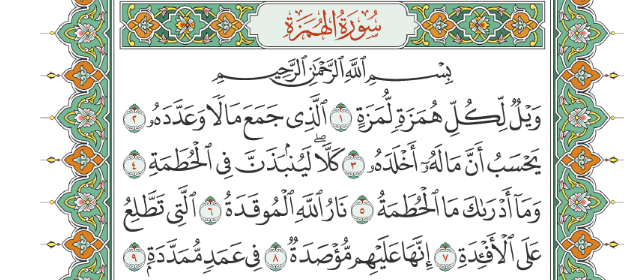 سُورَةُ الهُمَزَةِ
بِسْمِ ٱللَّهِ ٱلرَّحْمَٰنِ ٱلرَّحِيمِ
وَيْلٌ لِّكُلِّ هُمَزَةٍ لُّمَزَةٍ ١ ٱلَّذِى جَمَعَ مَالًا وَعَدَّدَهُۥ ٢
يَحْسَبُ أَنَّ مَالَهُۥٓ أَخْلَدَهُۥ ٣ كَلَّاۖ لَيُنۢبَذَنَّ فِى ٱلْحُطَمَةِ ٤
وَمَآ أَدْرَىٰكَ مَا ٱلْحُطَمَةُ ٥ نَارُ ٱللَّهِ ٱلْمُوقَدَةُ ٦ ٱلَّتِى تَطَّلِعُ
عَلَى ٱلْأَفْـِٔدَةِ ٧ إِنَّهَا عَلَيْهِم مُّؤْصَدَةٌ ٨ فِى عَمَدٍ مُّمَدَّدَةٍۭ ٩